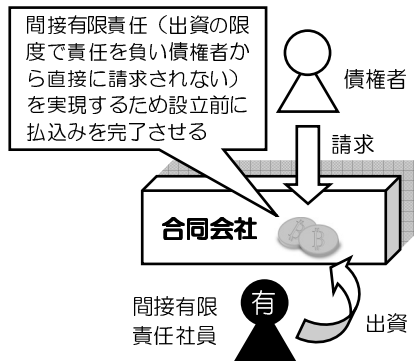 間接有限責任（出資の限
度で責任を負い債権者か
ら直接に請求されない）
を実現するため設立前に
払込みを完了させる
債権者
請求
合同会社
間接有限
責任社員
有
出資